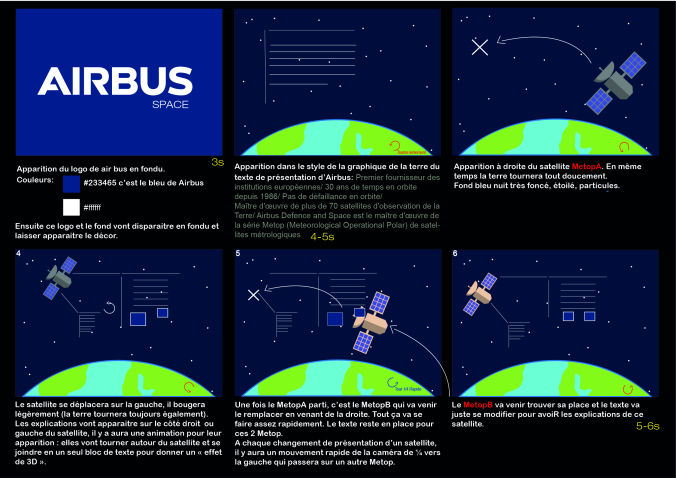 AIRBUS
SPACE
3s
Apparition du logo de air bus en fondu.
Couleurs:
#233465 c'est le bleu de Airbus
#ffffff
Ensuite ce logo et le fond vont disparaitre en fondu et
laisser apparaitre le décor.
Apparition dans le style de la graphique de la terre du
texte de présentation d'Airbus: Premier fournisseur des
institutions européennes/ 30 ans de temps en orbite
depuis 1986/ Pas de défaillance en orbite/
Maître d'œuvre de plus de 70 satellites d'observation de la
Terre/ Airbus Defence and Space est le maître d'œuvre de
la série Metop (Meteorological Operational Polar) de satel-
lites métrologiques
4-5s
Apparition à droite du satellite MetopA. En même
temps la terre tournera tout doucement.
Fond bleu nuit très foncé, étoilé, particules.
4
Le satellite se déplacera sur la gauche, il bougera
légèrement (la terre tournera toujours également).
Les explications vont apparaitre sur le côté droit ou
gauche du satellite, il y a aura une animation pour leur
apparition : elles vont tourner autour du satellite et se
joindre en un seul bloc de texte pour donner un « effet
de 3D ».
5
Tour 1/4 Rapide
Une fois le MetopA parti, c'est le MetopB qui va venir
le remplacer en venant de la droite. Tout ça va se
faire assez rapidement. Le texte reste en place pour
ces 2 Metop.
A chaque changement de présentation d'un satellite,
il y aura un mouvement rapide de la caméra de ¼ vers
la gauche qui passera sur un autre Metop.
6
Le MetopB va venir trouver sa place et le texte va
juste se modifier pour avoiR les explications de ce
satellite.
5-6s